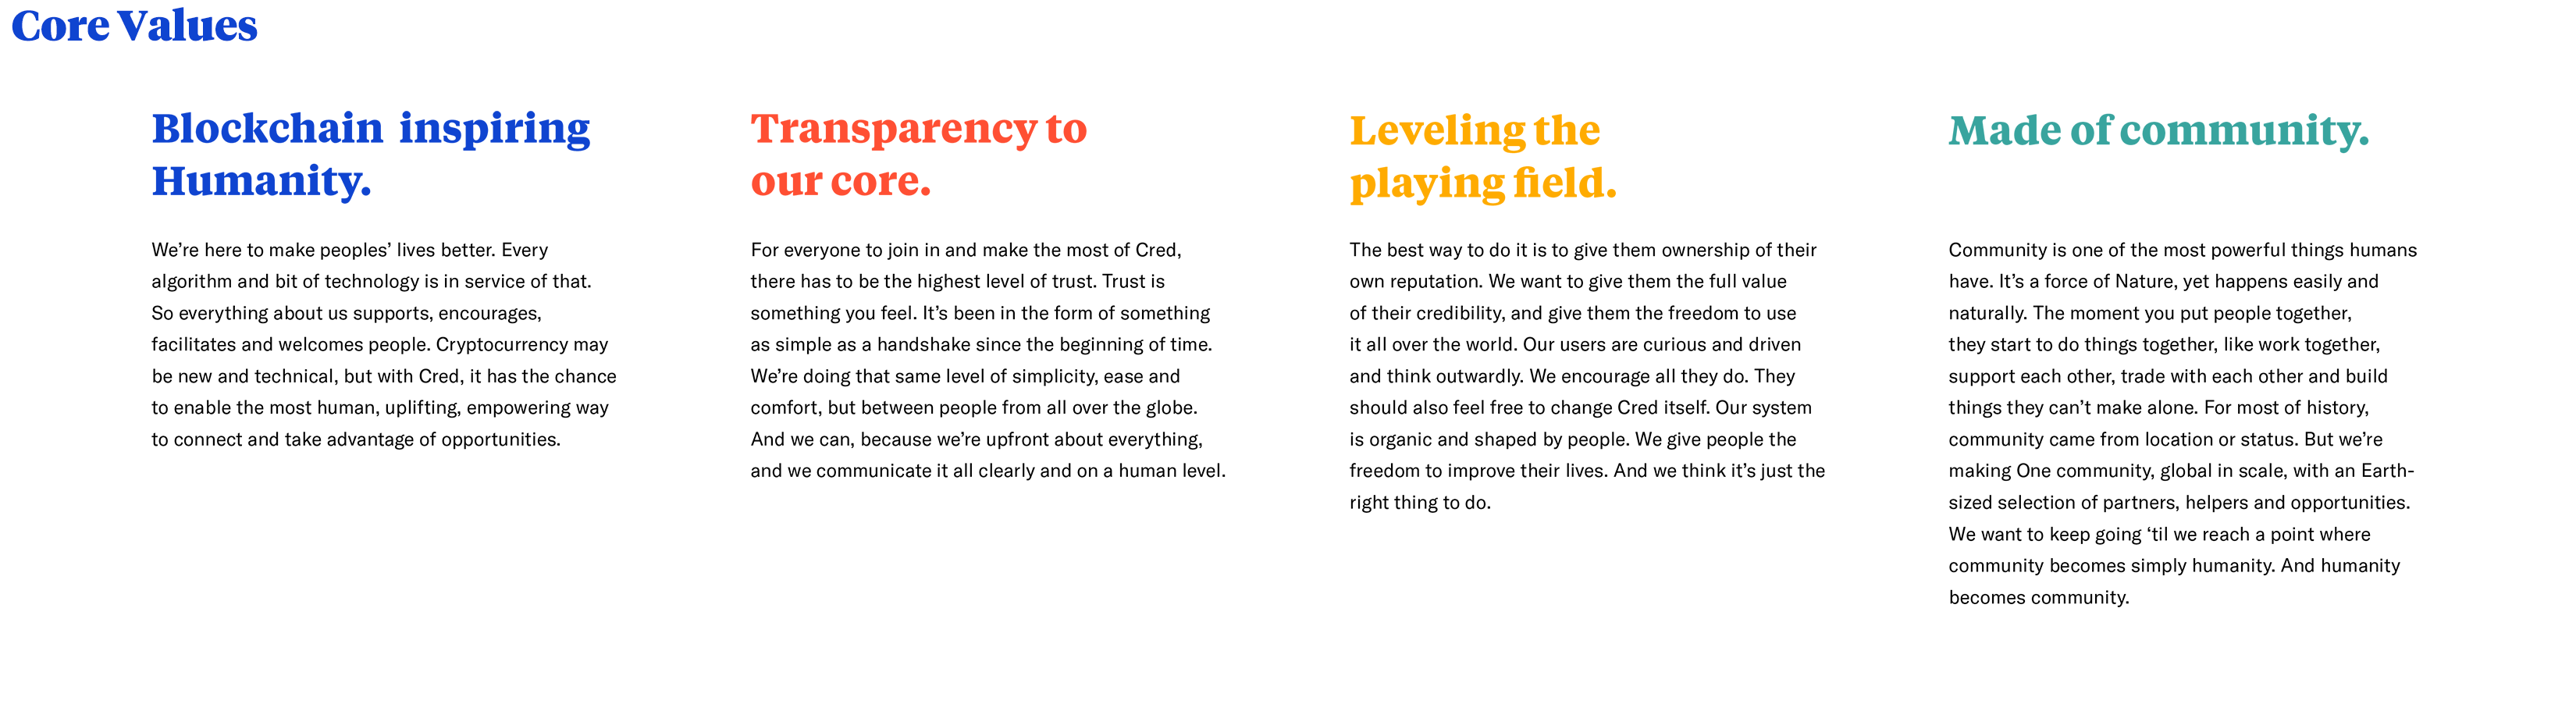 Core Values
Blockchain inspiring
Humanity.
We’re here to make peoples’ lives better. Every
algorithm and bit of technology is in service of that.
So everything about us supports, encourages,
facilitates and welcomes people. Cryptocurrency may
be new and technical, but with Cred, it has the chance
to enable the most human, uplifting, empowering way
to connect and take advantage of opportunities.
Transparency to
our core.
For everyone to join in and make the most of Cred,
there has to be the highest level of trust. Trust is
something you feel. It’s been in the form of something
as simple as a handshake since the beginning of time.
We’re doing that same level of simplicity, ease and
comfort, but between people from all over the globe.
And we can, because we’re upfront about everything,
and we communicate it all clearly and on a human level.
Leveling the
playing field.
The best way to do it is to give them ownership of their
own reputation. We want to give them the full value
of their credibility, and give them the freedom to use
it all over the world. Our users are curious and driven
and think outwardly. We encourage all they do. They
should also feel free to change Cred itself. Our system
is organic and shaped by people. We give people the
freedom to improve their lives. And we think it’s just the
right thing to do.
Made of community.
Community is one of the most powerful things humans
have. It’s a force of Nature, yet happens easily and
naturally. The moment you put people together,
they start to do things together, like work together,
support each other, trade with each other and build
things they can’t make alone. For most of history,
community came from location or status. But we’re
making One community, global in scale, with an Earth-
sized selection of partners, helpers and opportunities.
We want to keep going ‘til we reach a point where
community becomes simply humanity. And humanity
becomes community.